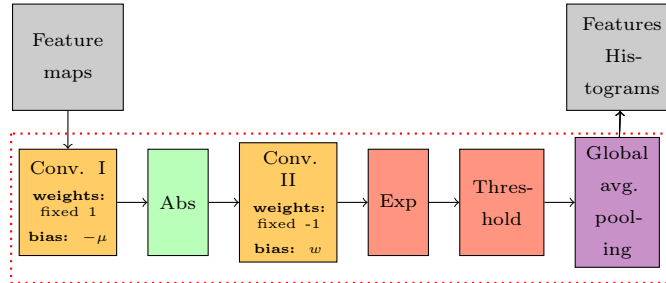 Feature
maps
Features
His-
tograms
Conv. I
weights:
fixed 1
bias: −μ
Abs
Conv.
II
weights:
fixed -1
bias: w
Exp
Thres-
hold
Global
avg.
pool-
ing